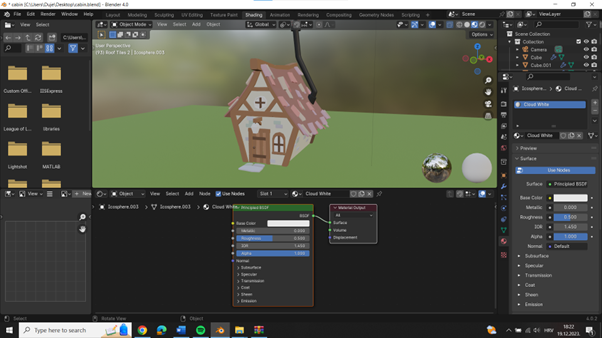 * cabin [C:\Users\Dujan\Desktop\cabin.blend] - Blender 4.0
File Edit Render Window Help
Layout Modeling Sculpting UV Editing Texture Paint Shading Animation Rendering Compositing Geometry Nodes Scripting
Scene
ViewLayer
View Select
Object Mode View Select Add Object
Global
C:\Users\...
Options
User Perspective
Icosphere.003
Scene Collection
Collection
Camera
Cube
Cube.001
Custom Offi...
IISExpress
League of L...
libraries
Lightshot
MATLAB
Icosphere...
Cloud ...
Cloud White
Cloud White
Preview
Surface
Use Nodes
Surface Principled BSDF
Base Color
Metallic 0.000
Roughness 0.500
IOR 1.450
Alpha 1.000
Normal Default
Subsurface
Specular
Transmission
Coat
Sheen
Emission
View
New
Object View Select Add Node Use Nodes Slot 1 Cloud White
Icosphere.003 Icosphere.003 Cloud White
Principled BSDF
BSDF
Base Color
Metallic 0.000
Roughness 0.500
IOR 1.450
Alpha 1.000
Normal
Subsurface
Specular
Transmission
Coat
Sheen
Emission
Material Output
All
Surface
Volume
Displacement
Select
Rotate View
Object
4.0.2
Type here to search
HRV
10:22
19.12.2023.